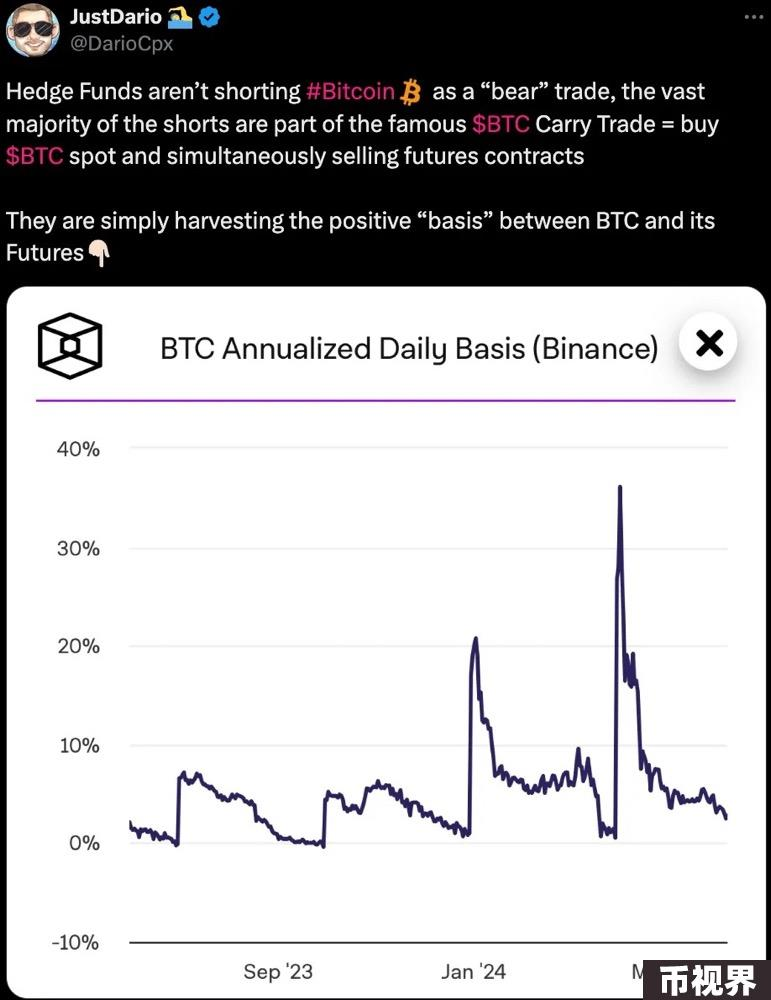 JustDario
@DarioCpx
Hedge Funds aren’t shorting #Bitcoin as a “bear” trade, the vast
majority of the shorts are part of the famous $BTC Carry Trade = buy
$BTC spot and simultaneously selling futures contracts
They are simply harvesting the positive “basis” between BTC and its
Futures
BTC Annualized Daily Basis (Binance)
40%
30%
20%
10%
0%
-10%
Sep '23
Jan '24
币视界